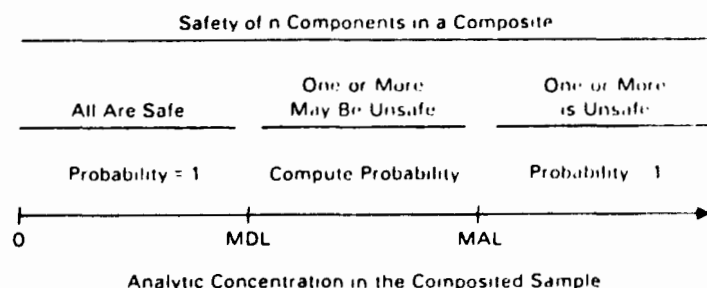 Safety of n Components in a Composite
All Are Safe
One or More
May Be Unsafe
One or More
is Unsafe
Probability = 1
Compute Probability
Probability 1
0
MDL
MAL
Analytic Concentration in the Composited Sample